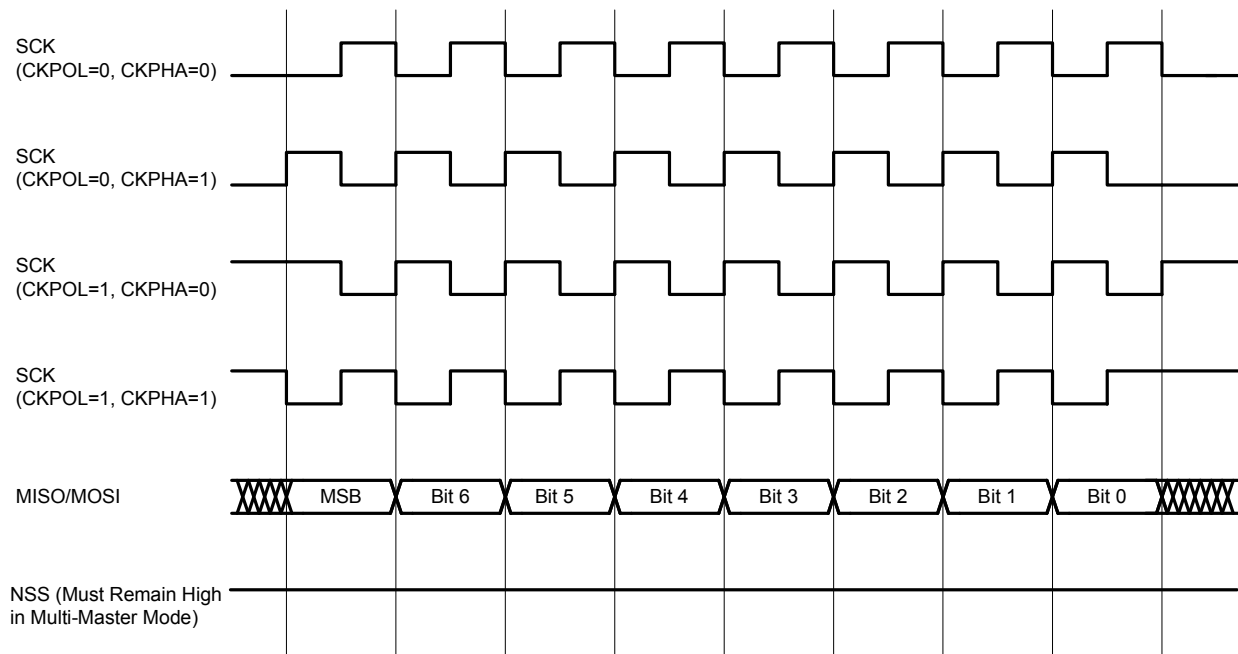 SCK
(CKPOL=0, CKPHA=0)
SCK
(CKPOL=0, CKPHA=1)
SCK
(CKPOL=1, CKPHA=0)
SCK
(CKPOL=1, CKPHA=1)
MISO/MOSI
MSB
Bit 6
Bit 5
Bit 4
Bit 3
Bit 2
Bit 1
Bit 0
NSS (Must Remain High
in Multi-Master Mode)